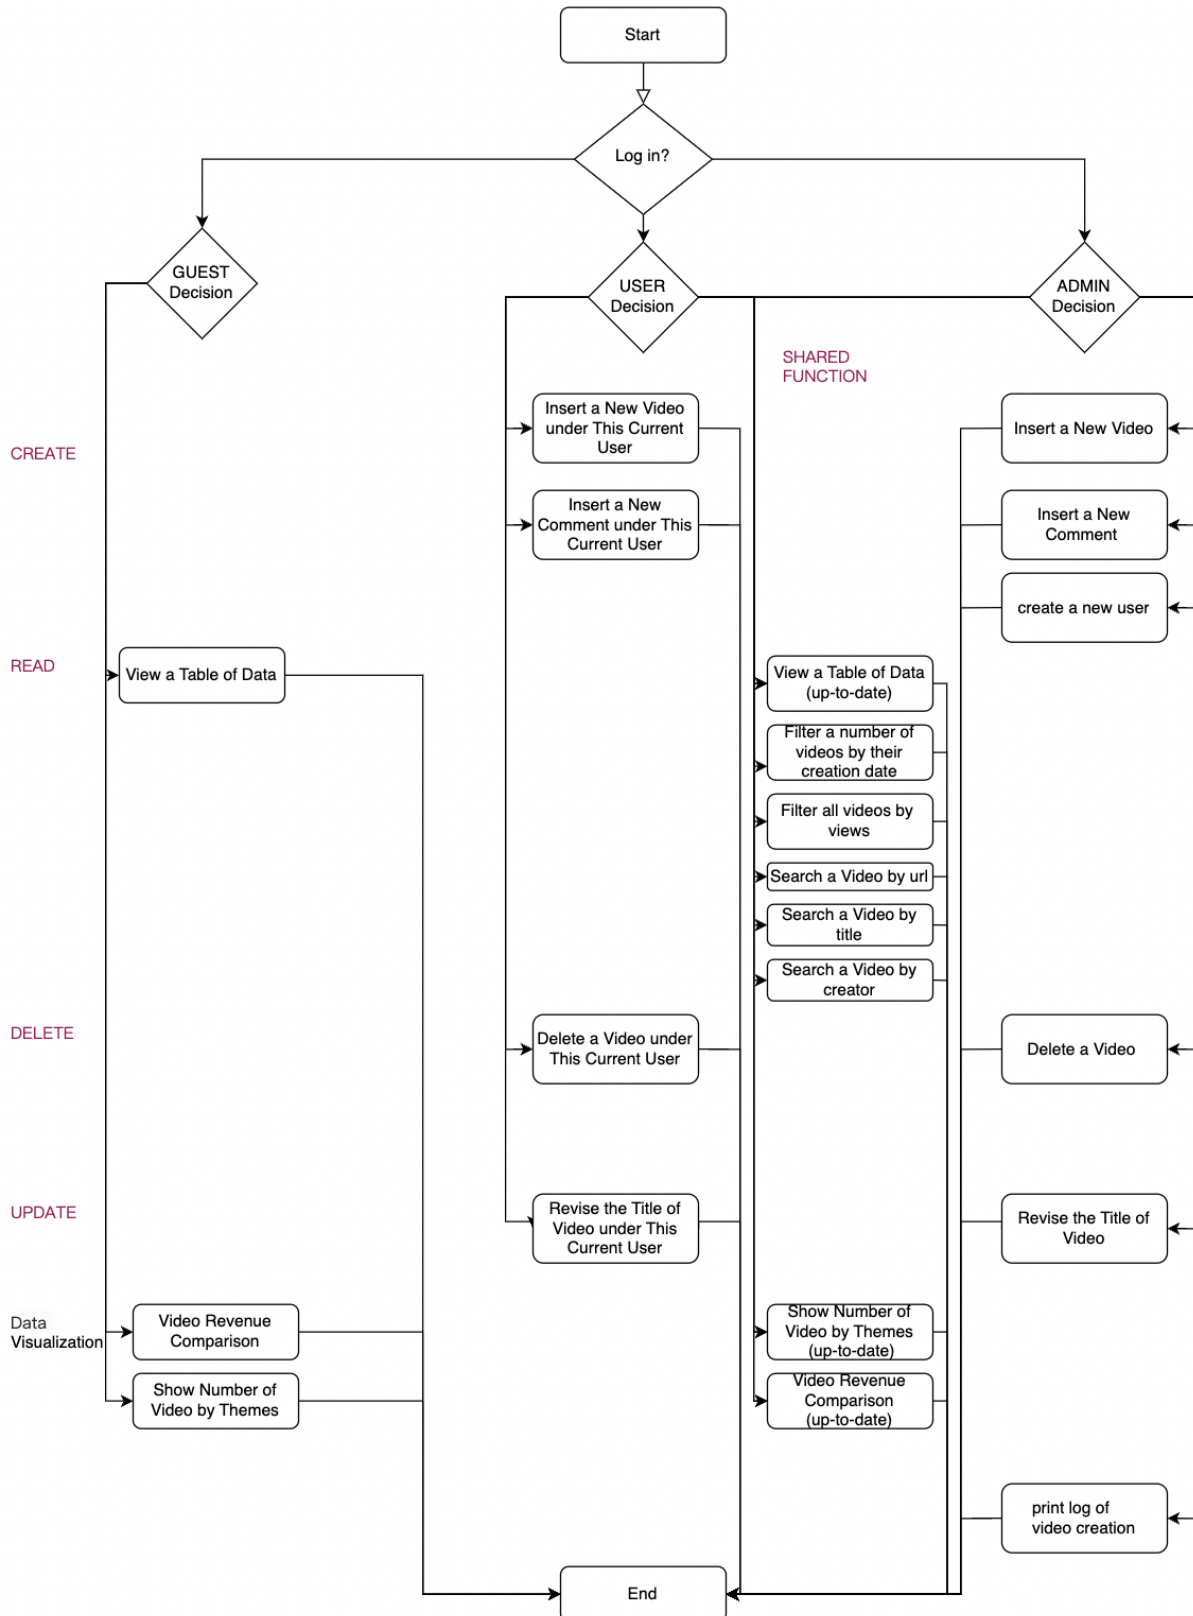 Start
Log in?
GUEST
Decision
USER
Decision
ADMIN
Decision
SHARED
FUNCTION
CREATE
Insert a New Video
under This Current
User
Insert a New Video
Insert a New
Comment under This
Current User
Insert a New
Comment
create a new user
READ
View a Table of Data
View a Table of Data
(up-to-date)
Filter a number of
videos by their
creation date
Filter all videos by
views
Search a Video by url
Search a Video by
title
Search a Video by
creator
DELETE
Delete a Video under
This Current User
Delete a Video
UPDATE
Revise the Title of
Video under This
Current User
Revise the Title of
Video
Data
Visualization
Video Revenue
Comparison
Show Number of
Video by Themes
(up-to-date)
Show Number of
Video by Themes
Video Revenue
Comparison
(up-to-date)
print log of
video creation
End